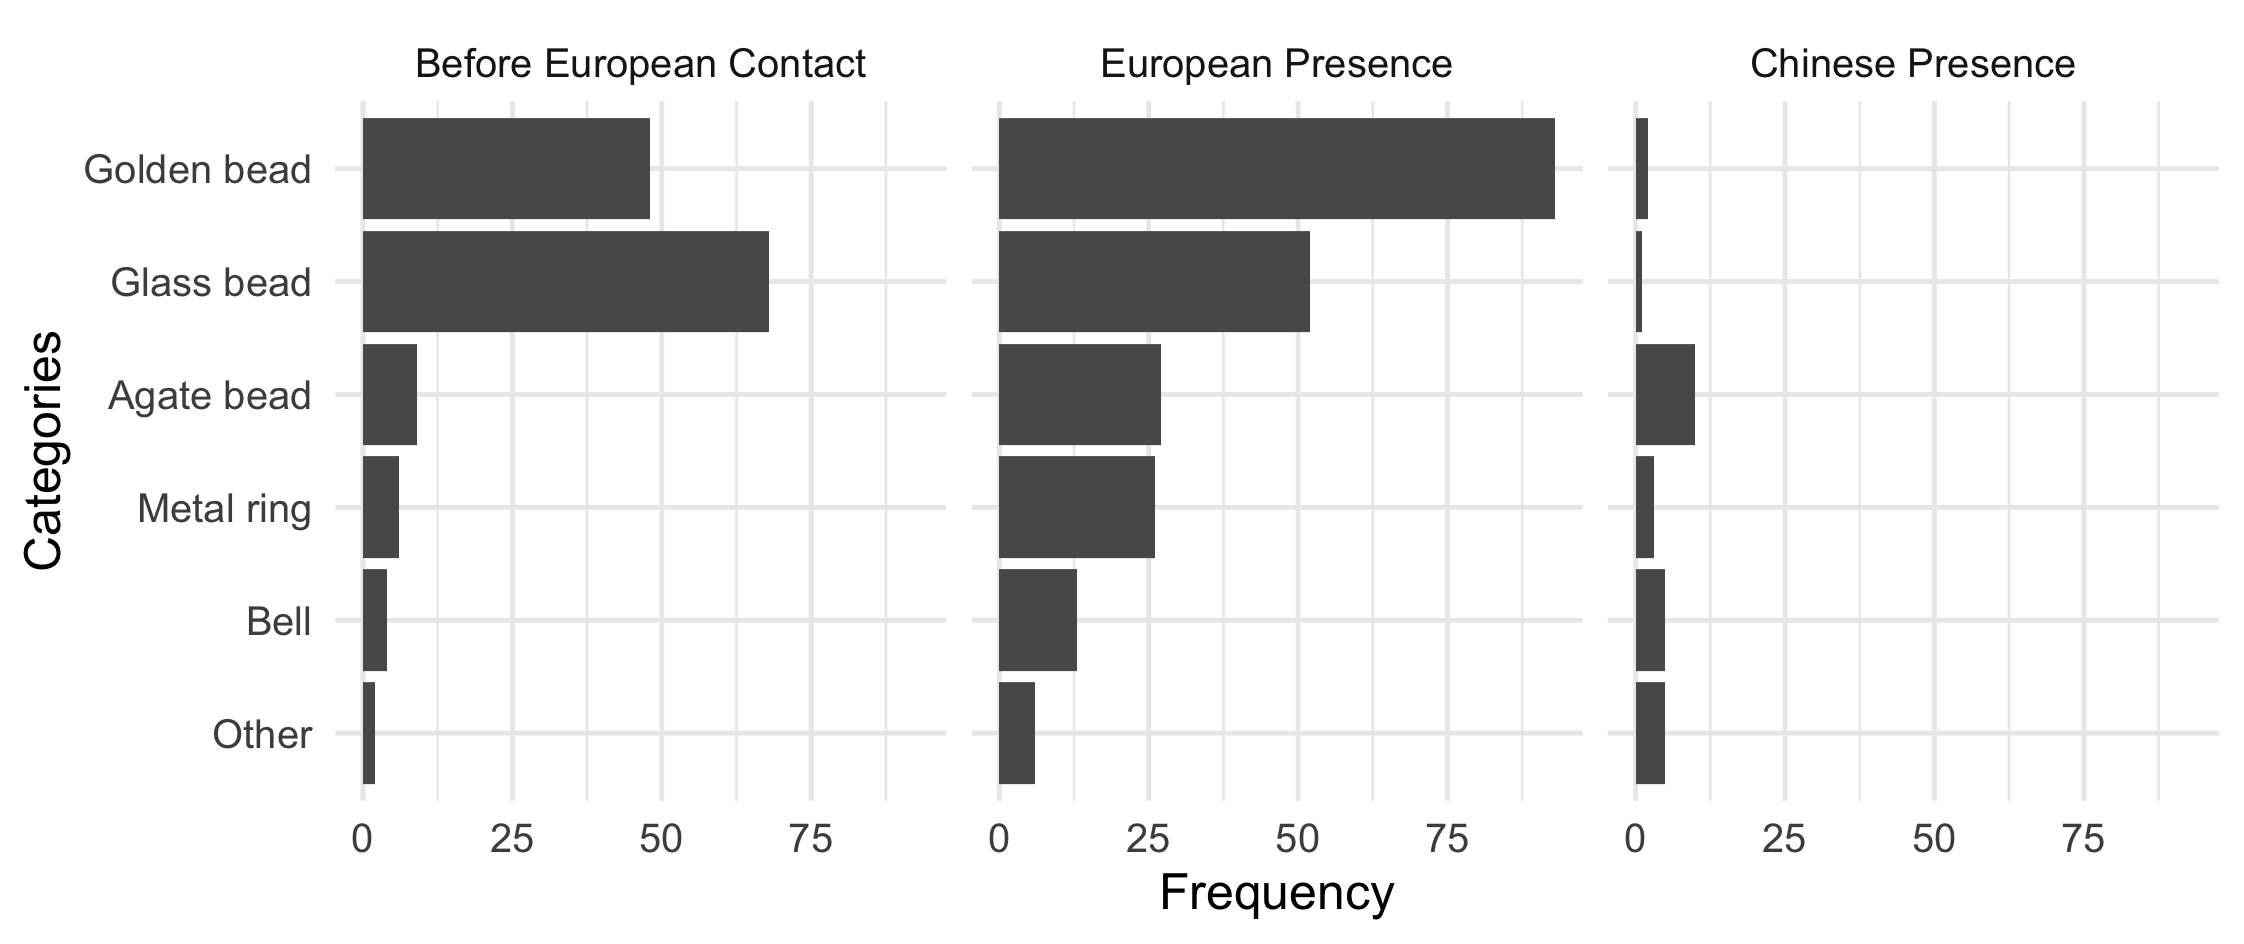 Before European Contact
European Presence
Chinese Presence
Categories
Golden bead
Glass bead
Agate bead
Metal ring
Bell
Other
0 25 50 75
0 25 50 75
0 25 50 75
Frequency